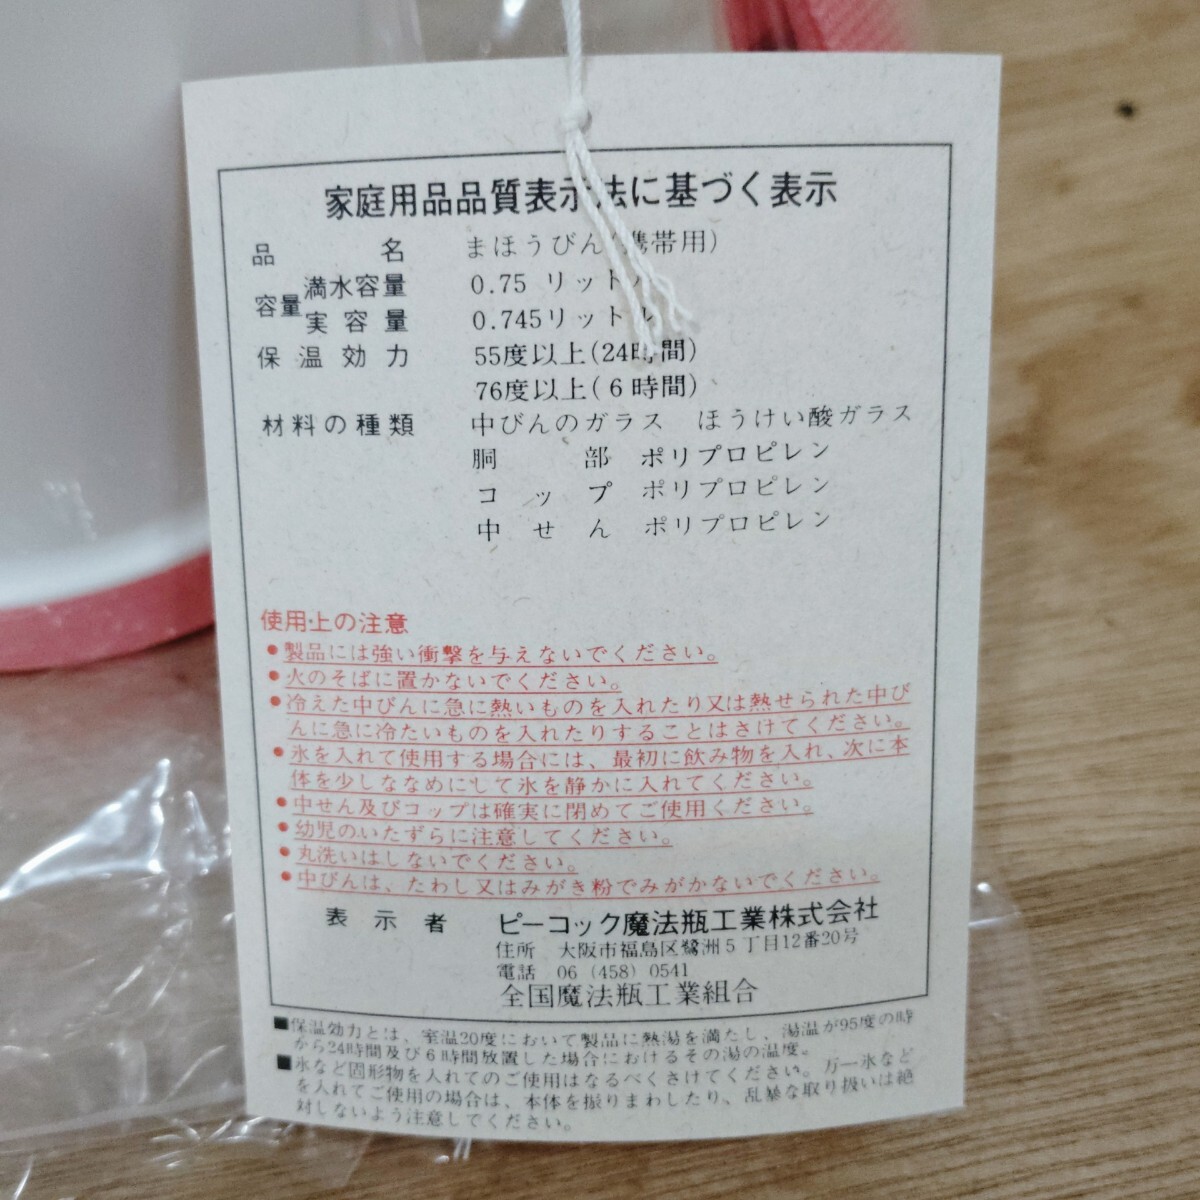 家庭用品品質表示法に基づく表示
品名 まほうびん(携帯用)
容量 満水容量 0.75 リットル
実容量 0.745リットル
保温効力 55度以上(24時間)
76度以上(6時間)
材料の種類 中びんのガラス ほうけい酸ガラス
胴部 ポリプロピレン
コップ ポリプロピレン
中せん ポリプロピレン
使用上の注意
●製品には強い衝撃を与えないでください。
●火のそばに置かないでください。
●冷えた中びんに急に熱いものを入れたり又は熱せられた中び
んに急に冷たいものを入れたりすることはさけてください。
●氷を入れて使用する場合には、最初に飲み物を入れ、次に本
体を少しななめにして氷を静かに入れてください。
●中せん及びコップは確実に閉めてご使用ください。
●幼児のいたずらに注意してください。
●丸洗いはしないでください。
●中びんは、たわし又はみがき粉でみがかないでください。
表示者 ピーコック魔法瓶工業株式会社
住所 大阪市福島区鷺洲5丁目12番20号
電話 06 (458) 0541
全国魔法瓶工業組合
■保温効力とは、室温20度において製品に熱湯を満たし、湯温が95度の時
から24時間及び6時間放置した場合におけるその湯の温度。
■氷など固形物を入れてのご使用はなるべくさけてください。万一氷など
を入れてご使用の場合は、本体を振りまわしたり、乱暴な取り扱いは絶
対しないよう注意してください。